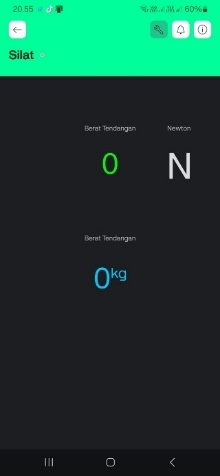 20.55
60%
Silat
Berat Tendangan
Newton
0
N
Berat Tendangan
0kg